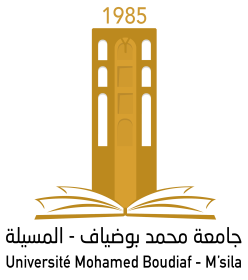 1985
جامعة محمد بوضياف - المسيلة
Université Mohamed Boudiaf - M'sila